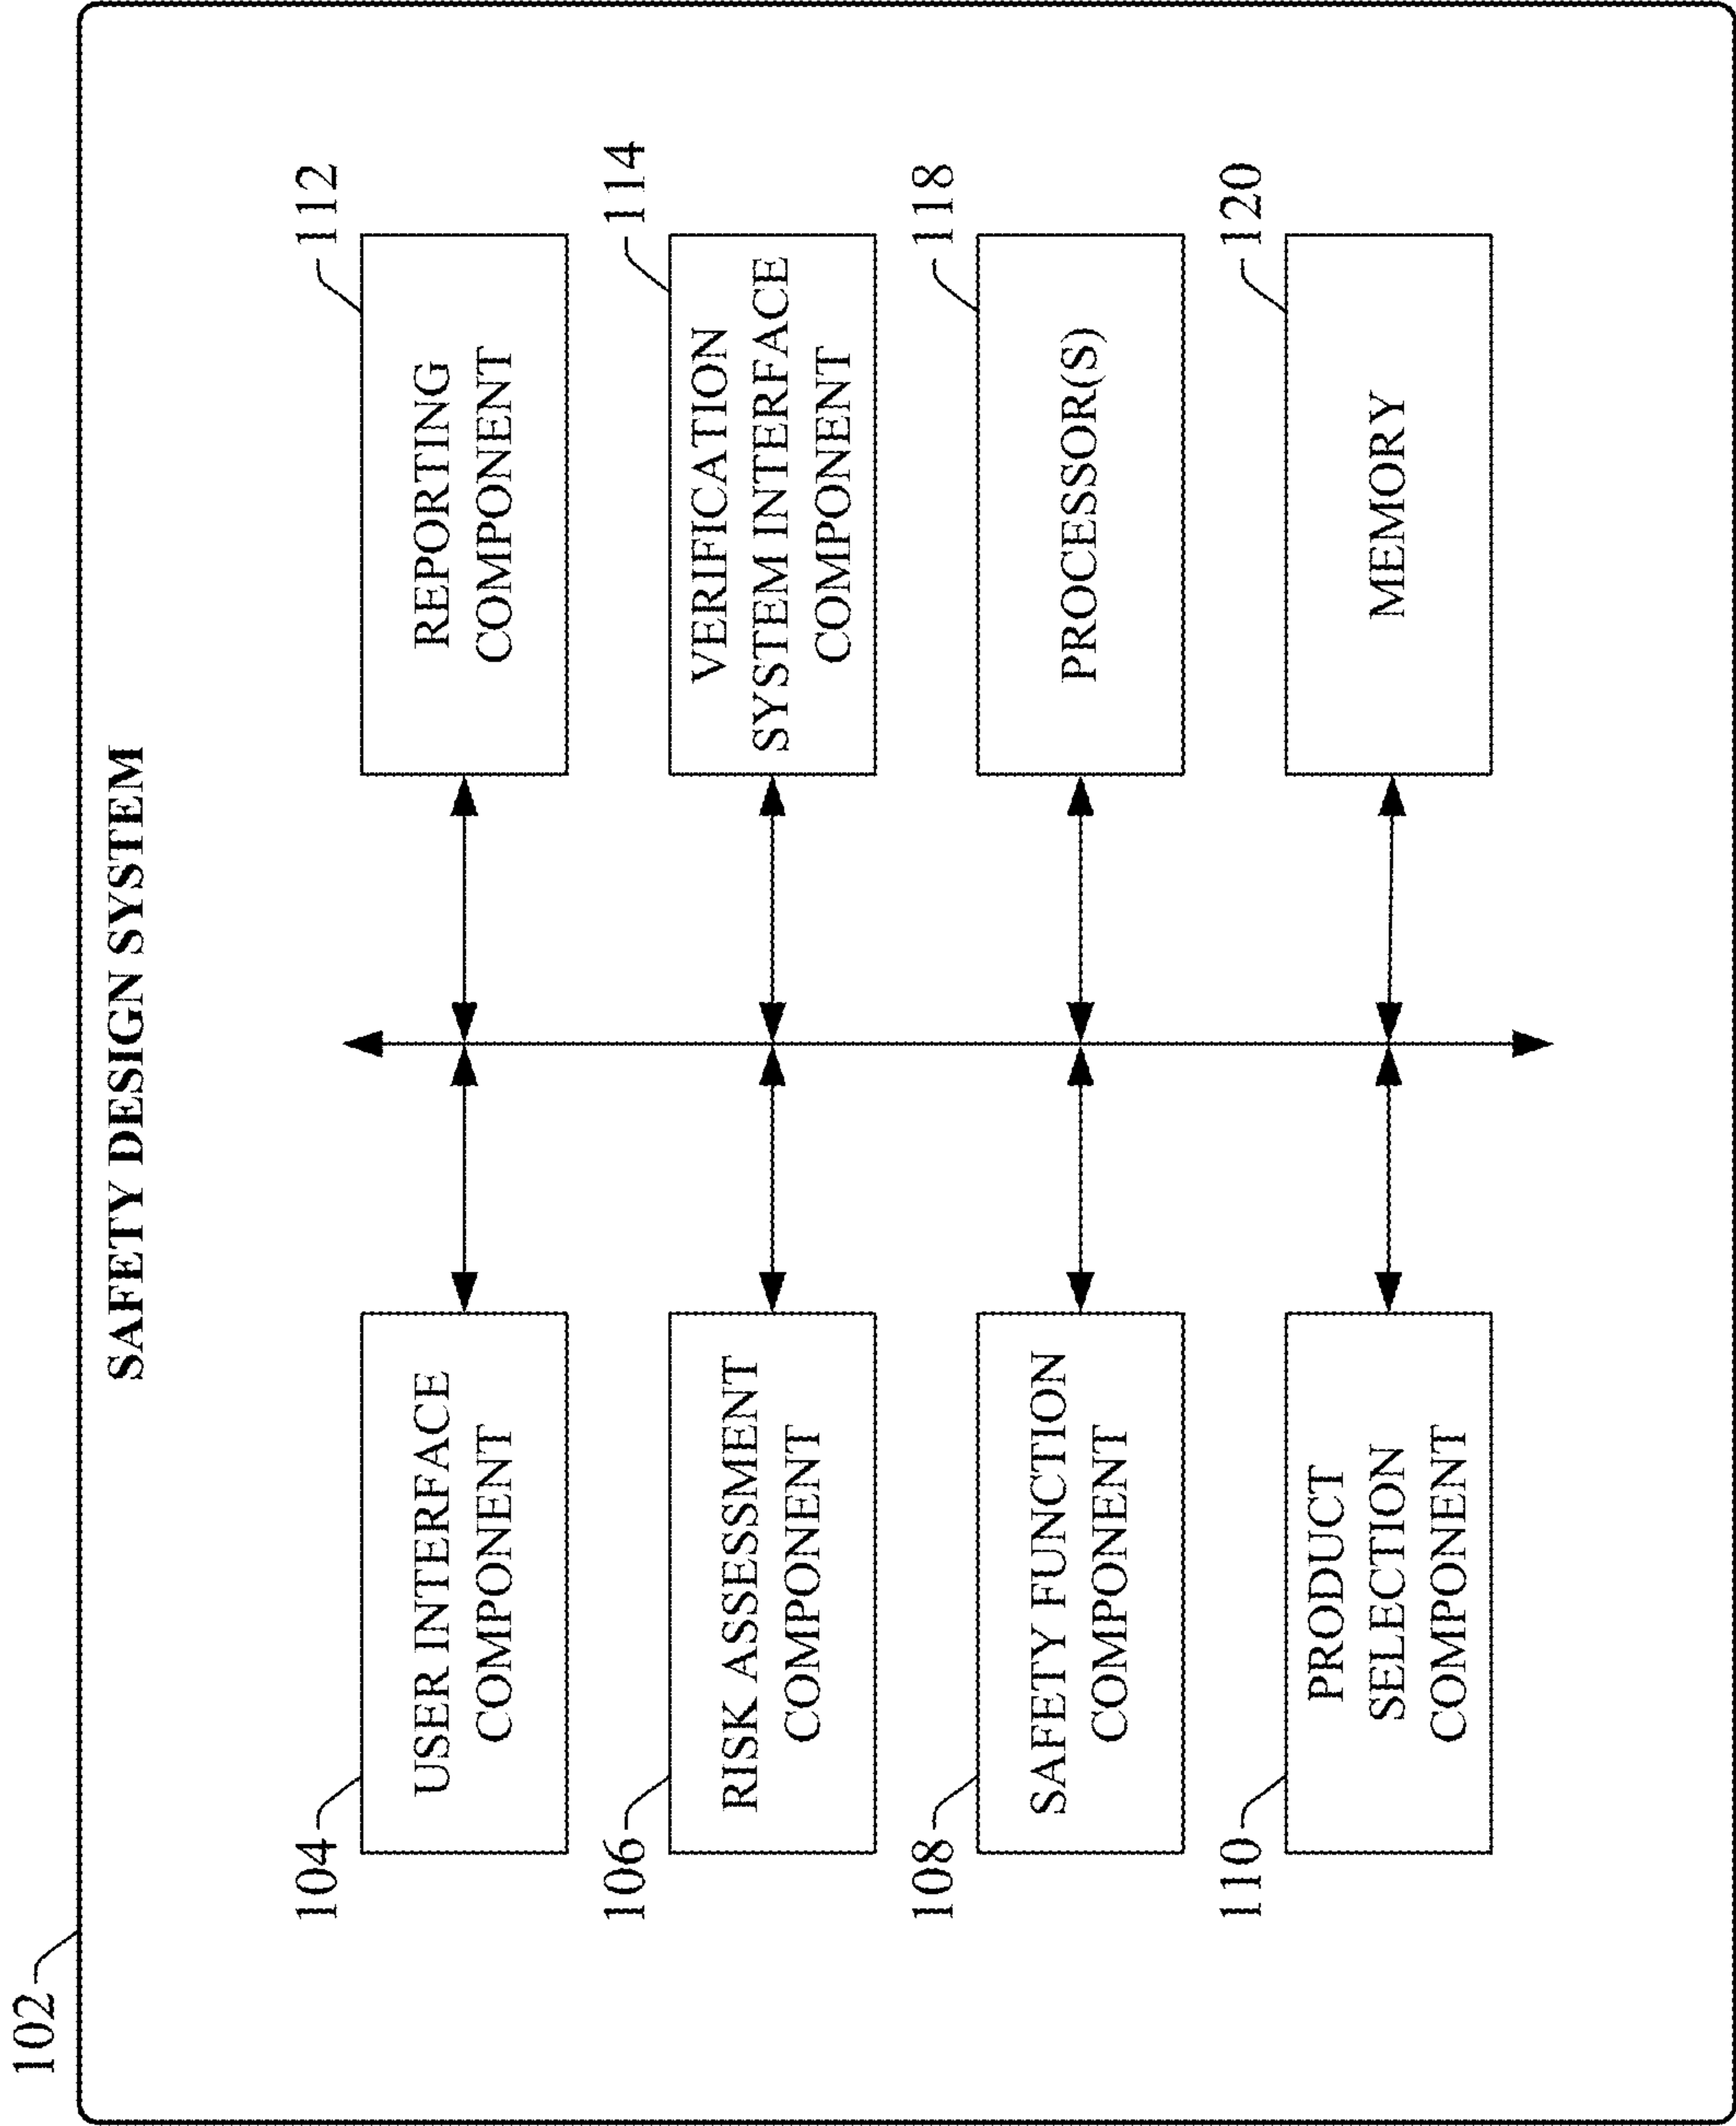 102
SAFETY DESIGN SYSTEM
104
USER INTERFACE
COMPONENT
112
REPORTING
COMPONENT
106
RISK ASSESSMENT
COMPONENT
114
VERIFICATION
SYSTEM INTERFACE
COMPONENT
108
SAFETY FUNCTION
COMPONENT
118
PROCESSOR(S)
110
PRODUCT
SELECTION
COMPONENT
120
MEMORY